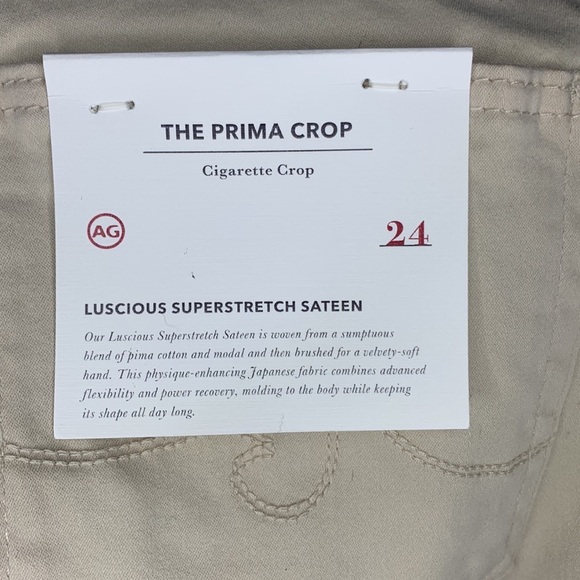 THE PRIMA CROP
Cigarette Crop
AG
24
LUSCIOUS SUPERSTRETCH SATEEN
Our Luscious Superstretch Sateen is woven from a sumptuous
blend of pima cotton and modal and then brushed for a velvety-soft
hand. This physique-enhancing Japanese fabric combines advanced
flexibility and power recovery, molding to the body while keeping
its shape all day long.